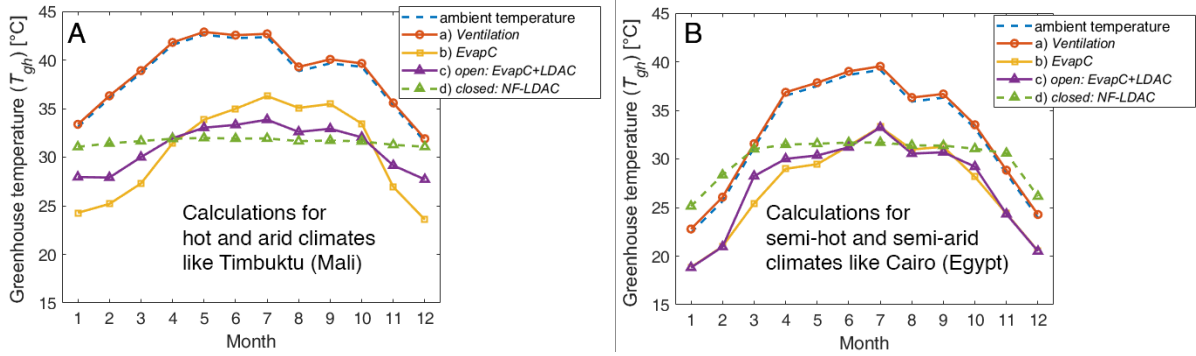 A
Greenhouse temperature (T_gh) [°C]
45
40
35
30
25
20
15
1 2 3 4 5 6 7 8 9 10 11 12
Month
ambient temperature
a) Ventilation
b) EvapC
c) open: EvapC+LDAC
d) closed: NF-LDAC
Calculations for
hot and arid climates
like Timbuktu (Mali)
B
Greenhouse temperature (T_gh) [°C]
45
40
35
30
25
20
15
1 2 3 4 5 6 7 8 9 10 11 12
Month
ambient temperature
a) Ventilation
b) EvapC
c) open: EvapC+LDAC
d) closed: NF-LDAC
Calculations for
semi-hot and semi-arid
climates like Cairo (Egypt)